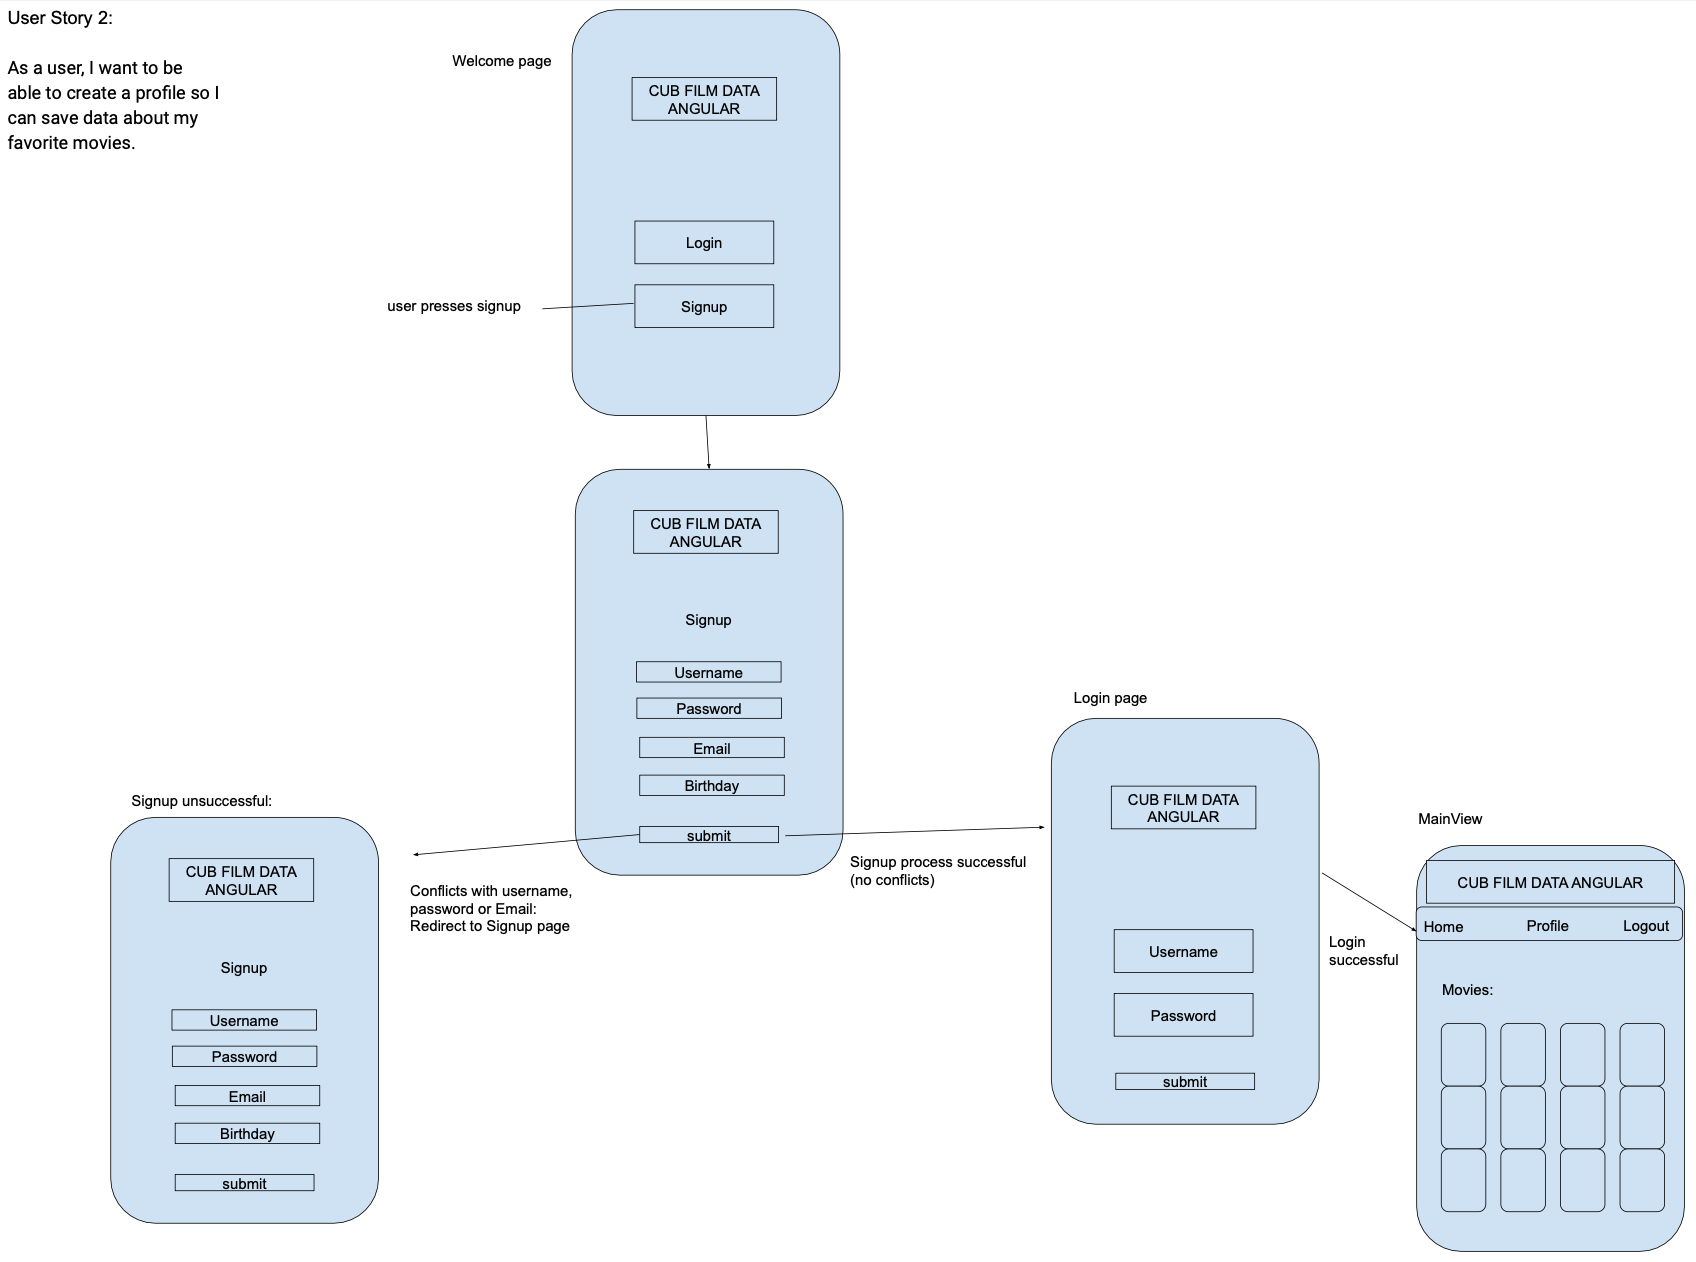 User Story 2:
As a user, I want to be
able to create a profile so I
can save data about my
favorite movies.
Welcome page
CUB FILM DATA
ANGULAR
Login
user presses signup
Signup
CUB FILM DATA
ANGULAR
Signup
Username
Password
Email
Birthday
submit
Signup unsuccessful:
CUB FILM DATA
ANGULAR
Signup
Username
Password
Email
Birthday
submit
Conflicts with username,
password or Email:
Redirect to Signup page
Signup process successful
(no conflicts)
Login page
CUB FILM DATA
ANGULAR
Username
Password
submit
Login
successful
MainView
CUB FILM DATA ANGULAR
Home Profile Logout
Movies: